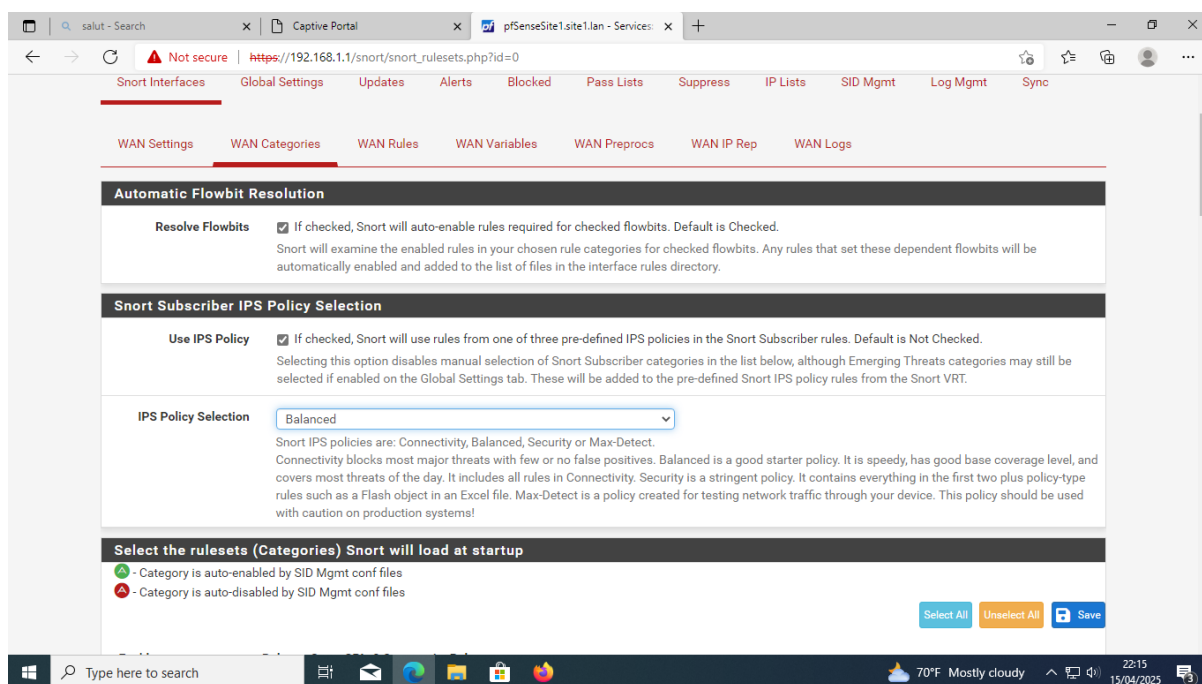 salut - Search
Captive Portal
pfSenseSite1.site1.lan - Services:
Not secure | https://192.168.1.1/snort/snort_rulesets.php?id=0
Snort Interfaces Global Settings Updates Alerts Blocked Pass Lists Suppress IP Lists SID Mgmt Log Mgmt Sync
WAN Settings WAN Categories WAN Rules WAN Variables WAN Preprocs WAN IP Rep WAN Logs
Automatic Flowbit Resolution
Resolve Flowbits If checked, Snort will auto-enable rules required for checked flowbits. Default is Checked.
Snort will examine the enabled rules in your chosen rule categories for checked flowbits. Any rules that set these dependent flowbits will be
automatically enabled and added to the list of files in the interface rules directory.
Snort Subscriber IPS Policy Selection
Use IPS Policy If checked, Snort will use rules from one of three pre-defined IPS policies in the Snort Subscriber rules. Default is Not Checked.
Selecting this option disables manual selection of Snort Subscriber categories in the list below, although Emerging Threats categories may still be
selected if enabled on the Global Settings tab. These will be added to the pre-defined Snort IPS policy rules from the Snort VRT.
IPS Policy Selection Balanced
Snort IPS policies are: Connectivity, Balanced, Security or Max-Detect.
Connectivity blocks most major threats with few or no false positives. Balanced is a good starter policy. It is speedy, has good base coverage level, and
covers most threats of the day. It includes all rules in Connectivity. Security is a stringent policy. It contains everything in the first two plus policy-type
rules such as a Flash object in an Excel file. Max-Detect is a policy created for testing network traffic through your device. This policy should be used
with caution on production systems!
Select the rulesets (Categories) Snort will load at startup
- Category is auto-enabled by SID Mgmt conf files
- Category is auto-disabled by SID Mgmt conf files
Select All Unselect All Save
Type here to search
70°F Mostly cloudy
22:15
15/04/2025